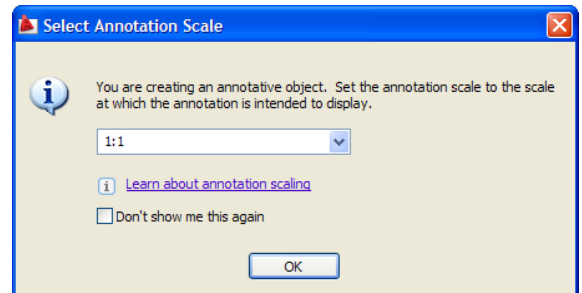 Select Annotation Scale
You are creating an annotative object. Set the annotation scale to the scale
at which the annotation is intended to display.
1:1
Learn about annotation scaling
Don't show me this again
OK